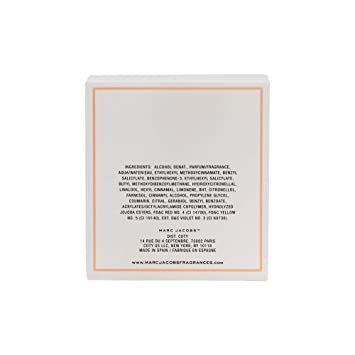 INGREDIENTS: ALCOHOL DENAT., PARFUM/FRAGRANCE,
AQUA/WATER/EAU, ETHYLHEXYL METHOXYCINNAMATE, BENZYL
SALICYLATE, BENZOPHENONE-3, ETHYLHEXYL SALICYLATE,
BUTYL METHOXYDIBENZOYLMETHANE, HYDROXYCITRONELLAL,
LINALOOL, HEXYL CINNAMAL, LIMONENE, BHT, CITRONELLOL,
FARNESOL, CINNAMYL ALCOHOL, PROPYLENE GLYCOL,
COUMARIN, CITRAL, GERANIOL, BENZYL BENZOATE,
ACRYLATES/OCTYLACRYLAMIDE COPOLYMER, HYDROLYZED
JOJOBA ESTERS, FD&C RED NO. 4 (CI 14700), FD&C YELLOW
NO. 5 (CI 19140), EXT. D&C VIOLET NO. 2 (CI 60730).
MARC JACOBS™
DIST. COTY
14 RUE DU 4 SEPTEMBRE, 75002 PARIS
COTY US LLC, NEW YORK, NY 10118
MADE IN SPAIN / FABRIQUÉ EN ESPAGNE
WWW.MARCJACOBSFRAGRANCES.COM